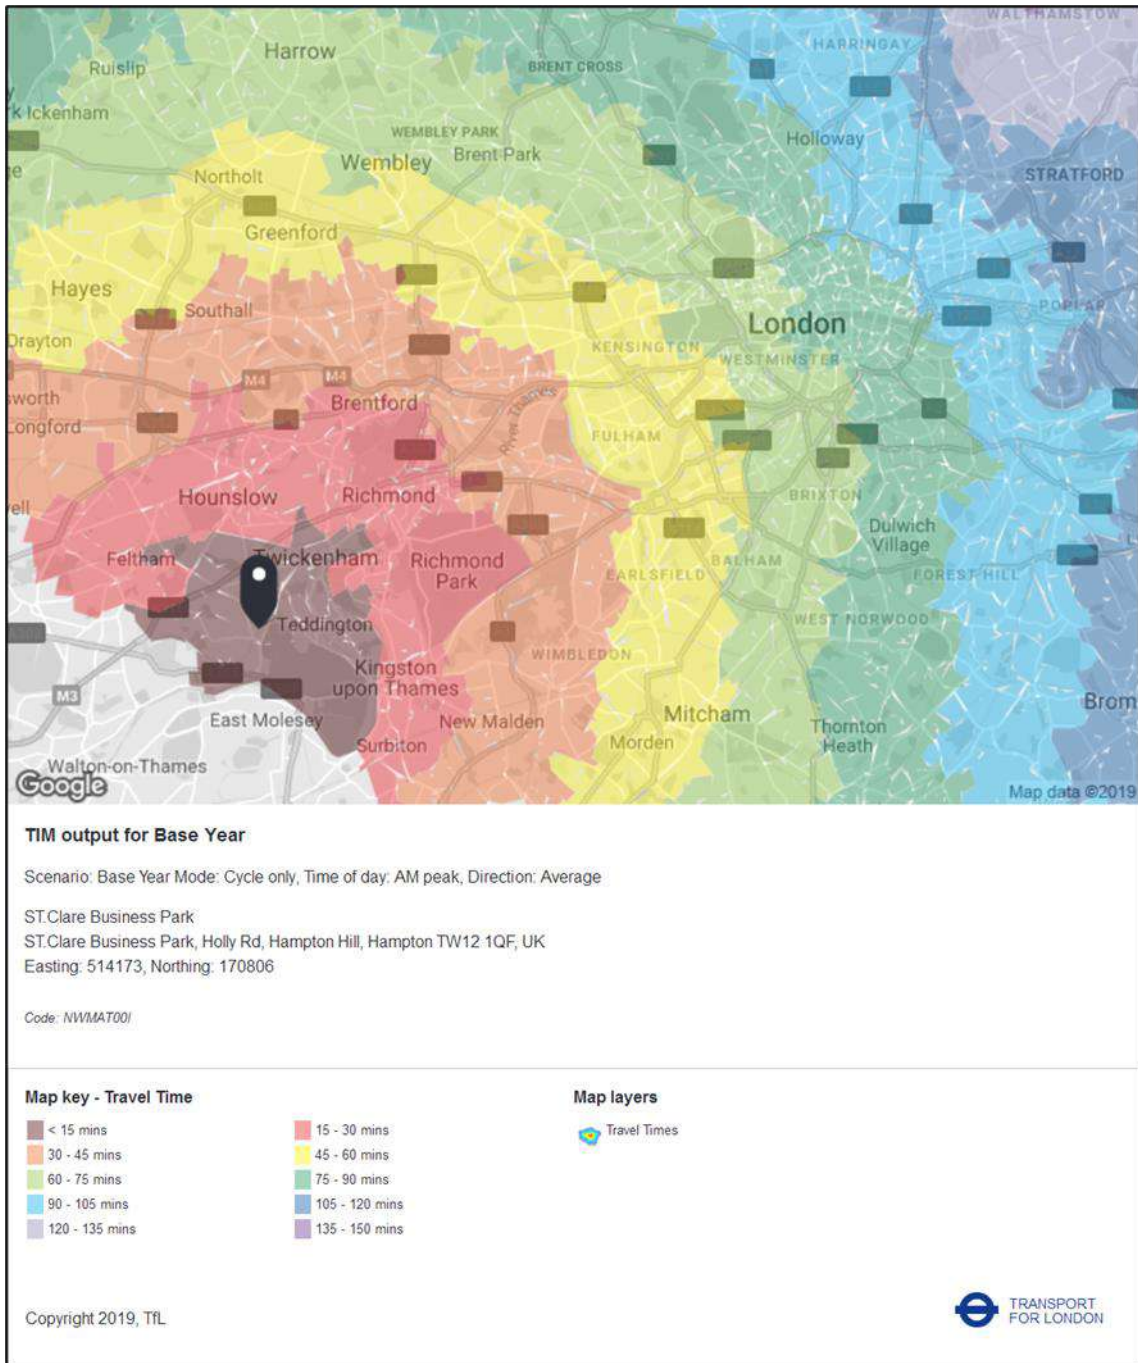 WALTHAMSTOW
HARRINGAY
Harrow
Ruislip
BRENT CROSS
k Ickenham
WEMBLEY PARK
Holloway
Wembley
Brent Park
ge
Northolt
STRATFORD
Greenford
Hayes
POPLAR
Southall
London
Drayton
KENSINGTON
WESTMINSTER
M4
M4
sworth
Brentford
River Thames
Longford
FULHAM
Hounslow
Richmond
BRIXTON
well
Dulwich
Village
Feltham
Twickenham
Richmond
Park
EARLSFIELD
BALHAM
FOREST HILL
Teddington
WEST NORWOOD
WIMBLEDON
Kingston
upon Thames
M3
Brom
East Molesey
New Malden
Mitcham
Thornton
Heath
Surbiton
Morden
Walton-on-Thames
Google
Map data ©2019
TIM output for Base Year
Scenario: Base Year Mode: Cycle only, Time of day: AM peak, Direction: Average
ST.Clare Business Park
ST.Clare Business Park, Holly Rd, Hampton Hill, Hampton TW12 1QF, UK
Easting: 514173, Northing: 170806
Code: NWMAT00I
Map key - Travel Time
Map layers
< 15 mins
15 - 30 mins
Travel Times
30 - 45 mins
45 - 60 mins
60 - 75 mins
75 - 90 mins
90 - 105 mins
105 - 120 mins
120 - 135 mins
135 - 150 mins
Copyright 2019, TfL
TRANSPORT
FOR LONDON